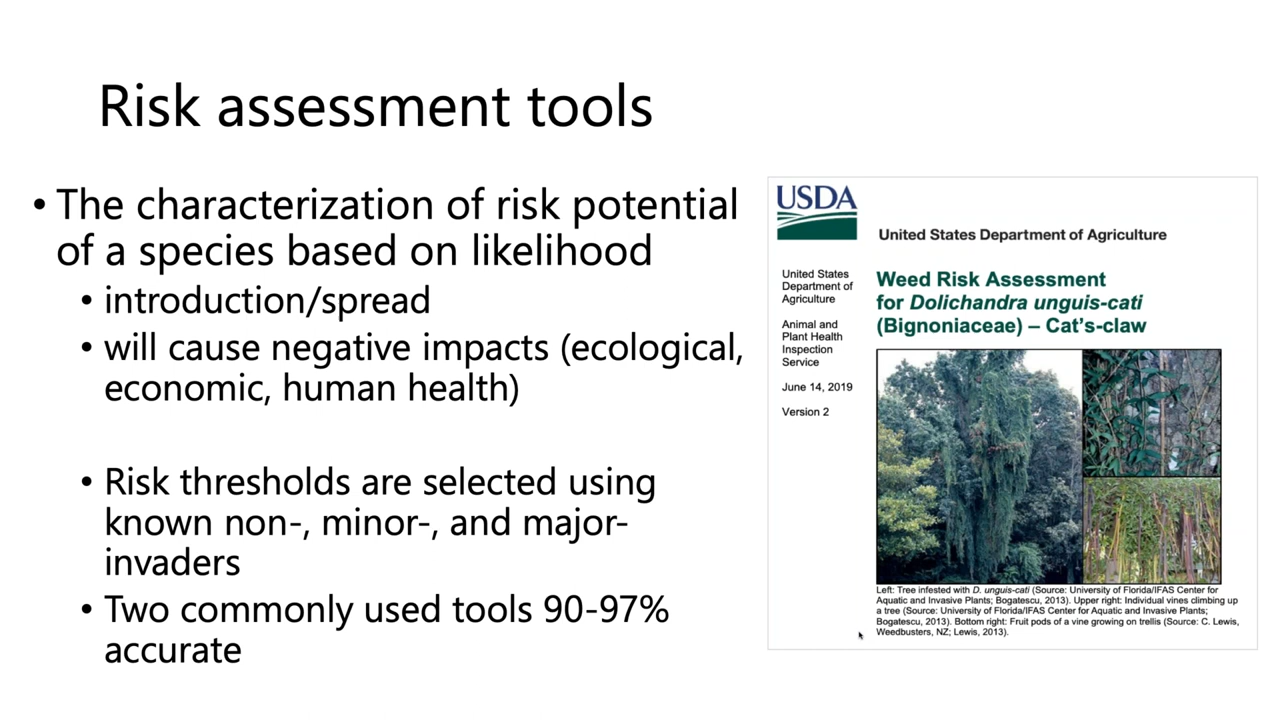 Risk assessment tools
• The characterization of risk potential
of a species based on likelihood
• introduction/spread
• will cause negative impacts (ecological,
economic, human health)
• Risk thresholds are selected using
known non-, minor-, and major-
invaders
• Two commonly used tools 90-97%
accurate
USDA
United States Department of Agriculture
United States
Department of
Agriculture
Animal and
Plant Health
Inspection
Service
June 14, 2019
Version 2
Weed Risk Assessment
for Dolichandra unguis-cati
(Bignoniaceae) – Cat’s-claw
Left: Tree infested with D. unguis-cati (Source: University of Florida/IFAS Center for
Aquatic and Invasive Plants; Bogatescu, 2013). Upper right: Individual vines climbing up
a tree (Source: University of Florida/IFAS Center for Aquatic and Invasive Plants;
Bogatescu, 2013). Bottom right: Fruit pods of a vine growing on trellis (Source: C. Lewis,
Weedbusters, NZ; Lewis, 2013).